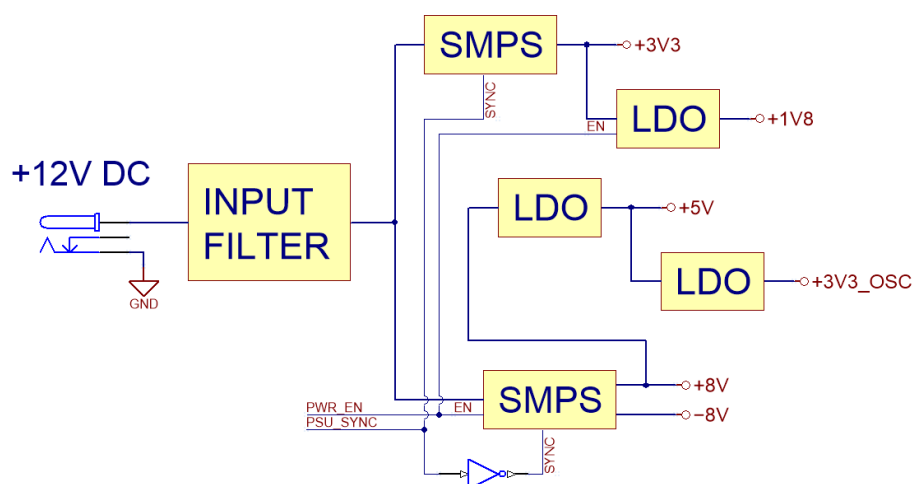 SMPS
+3V3
SYNC
LDO
+1V8
EN
+12V DC
INPUT
FILTER
GND
LDO
+5V
LDO
+3V3_OSC
SMPS
+8V
-8V
PWR_EN
EN
PSU_SYNC
SYNC